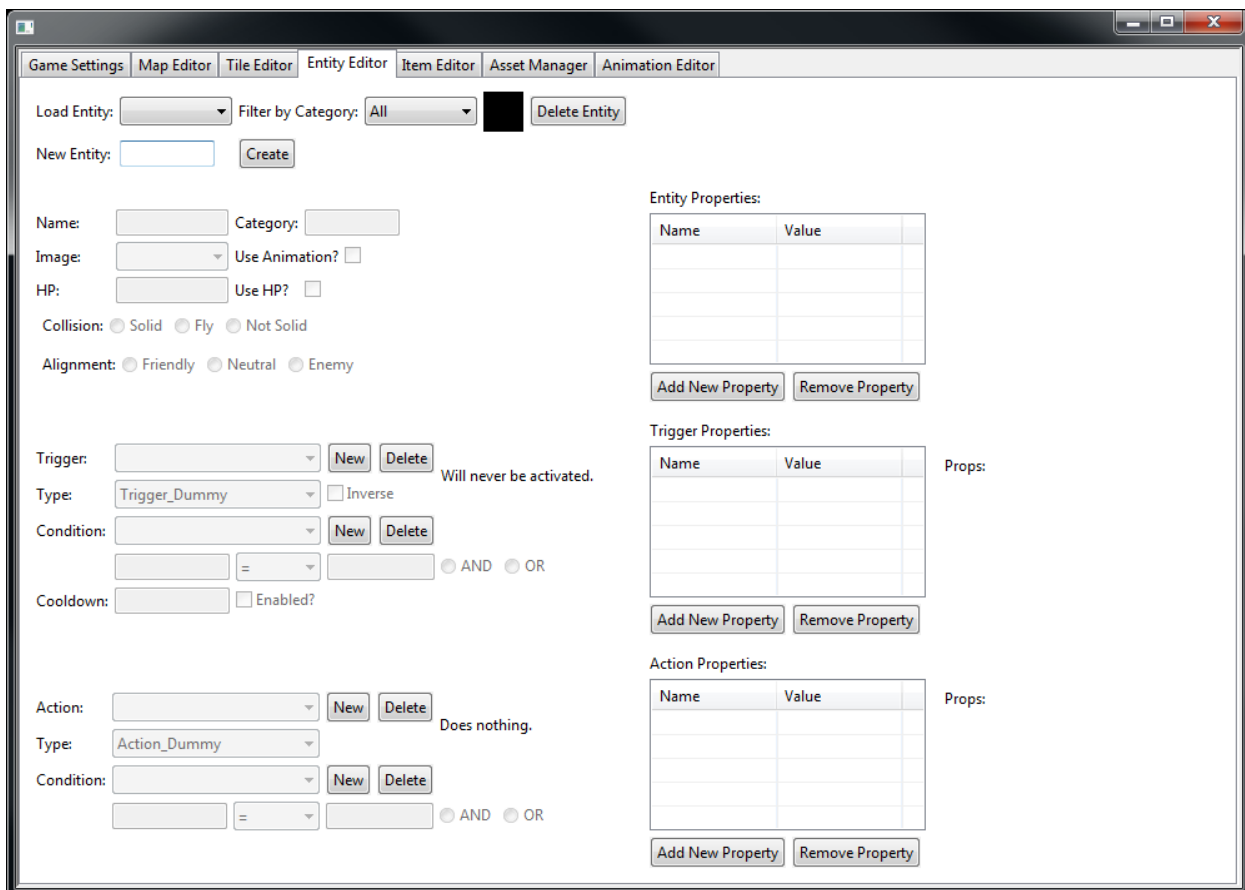 Game Settings Map Editor Tile Editor Entity Editor Item Editor Asset Manager Animation Editor
Load Entity: Filter by Category: All Delete Entity
New Entity: Create
Entity Properties:
Name: Category:
Name Value
Image: Use Animation?
HP: Use HP?
Collision: Solid Fly Not Solid
Alignment: Friendly Neutral Enemy
Add New Property Remove Property
Trigger Properties:
Trigger: New Delete
Will never be activated.
Name Value
Props:
Type: Trigger_Dummy Inverse
Condition: New Delete
= AND OR
Cooldown: Enabled?
Add New Property Remove Property
Action Properties:
Action: New Delete
Does nothing.
Name Value
Props:
Type: Action_Dummy
Condition: New Delete
= AND OR
Add New Property Remove Property